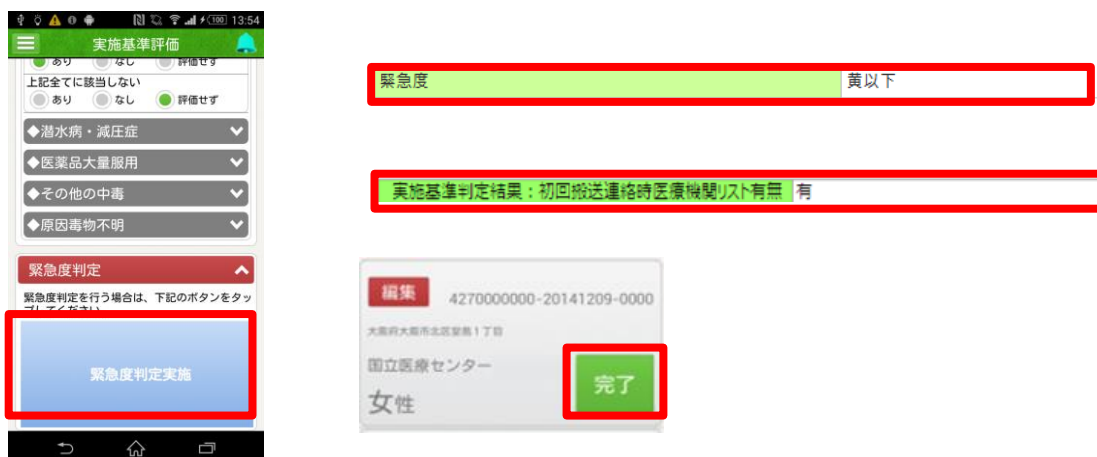 100 13:54
実施基準評価
あり なし 評価せず
上記全てに該当しない
あり なし 評価せず
◆潜水病・減圧症
◆医薬品大量服用
◆その他の中毒
◆原因毒物不明
緊急度判定
緊急度判定を行う場合は、下記のボタンをタッ
プしてください
緊急度判定実施
緊急度 黄以下
実施基準判定結果：初回搬送連絡時医療機関リスト有無 有
編集 4270000000-20141209-0000
大阪府大阪市北区堂島1丁目
国立医療センター
女性
完了